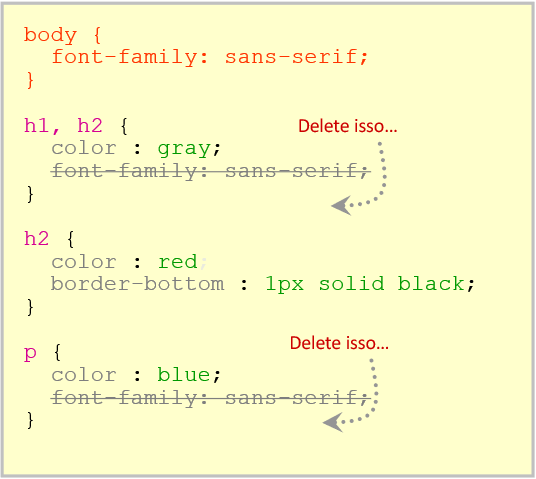 body {
font-family: sans-serif;
}
h1, h2 {
Delete isso...
color : gray;
font-family: sans-serif;
}
h2 {
color : red;
border-bottom : 1px solid black;
}
p {
Delete isso...
color : blue;
font-family: sans-serif;
}